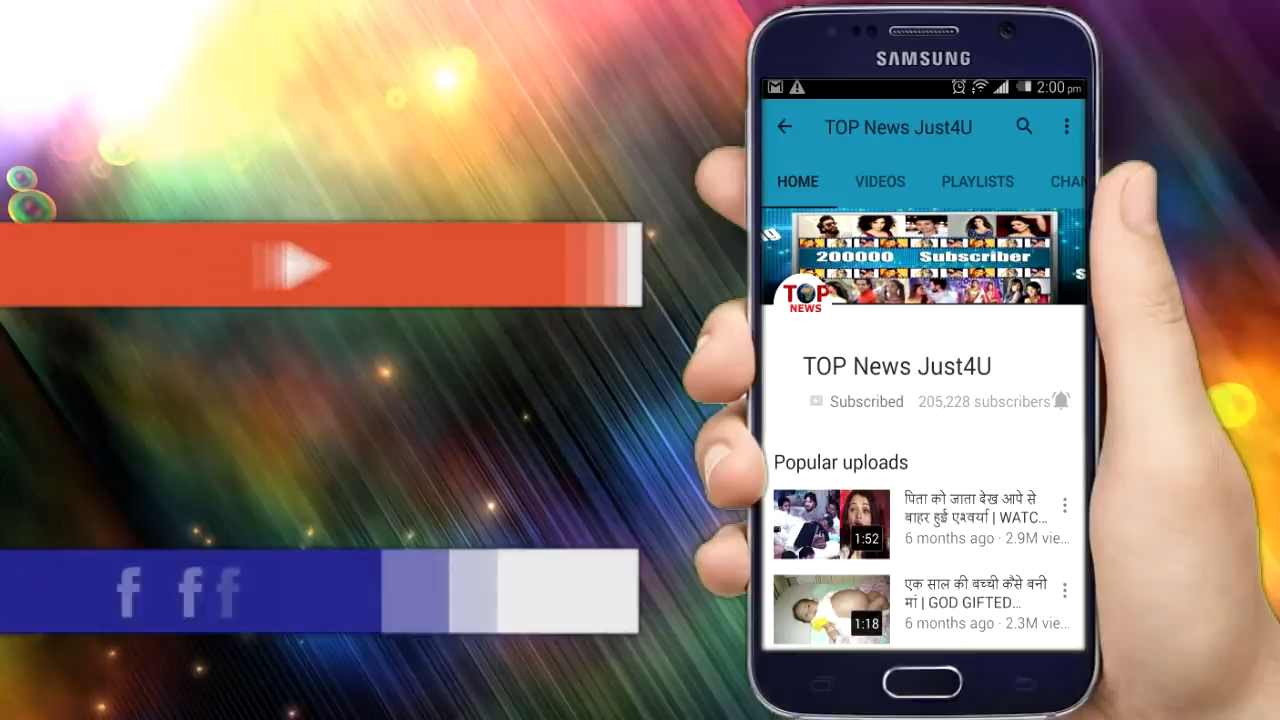 SAMSUNG
2:00 pm
TOP News Just4U
HOME VIDEOS PLAYLISTS CHAN
200000 Subscriber
TOP
NEWS
TOP News Just4U
Subscribed 205,228 subscribers
Popular uploads
पिता को जाता देख आपे से
बाहर हुई एश्वर्या | WATC...
6 months ago · 2.9M vie...
1:52
एक साल की बच्ची कैसे बनी
मां | GOD GIFTED...
6 months ago · 2.3M vie...
1:18
f f f